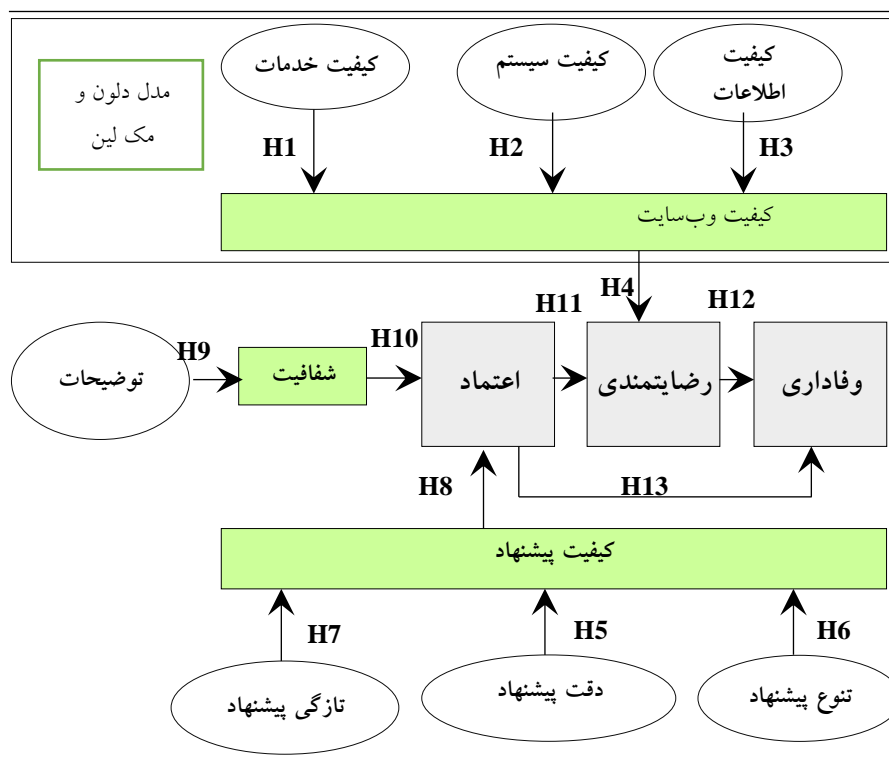 کیفیت خدمات
کیفیت سیستم
کیفیت
اطلاعات
مدل دلون و
مک لین
H1
H2
H3
کیفیت وب‌سایت
H4
H11
H12
H9
H10
توضیحات
شفافیت
اعتماد
رضایتمندی
وفاداری
H8
H13
کیفیت پیشنهاد
H7
H5
H6
تازگی پیشنهاد
دقت پیشنهاد
تنوع پیشنهاد